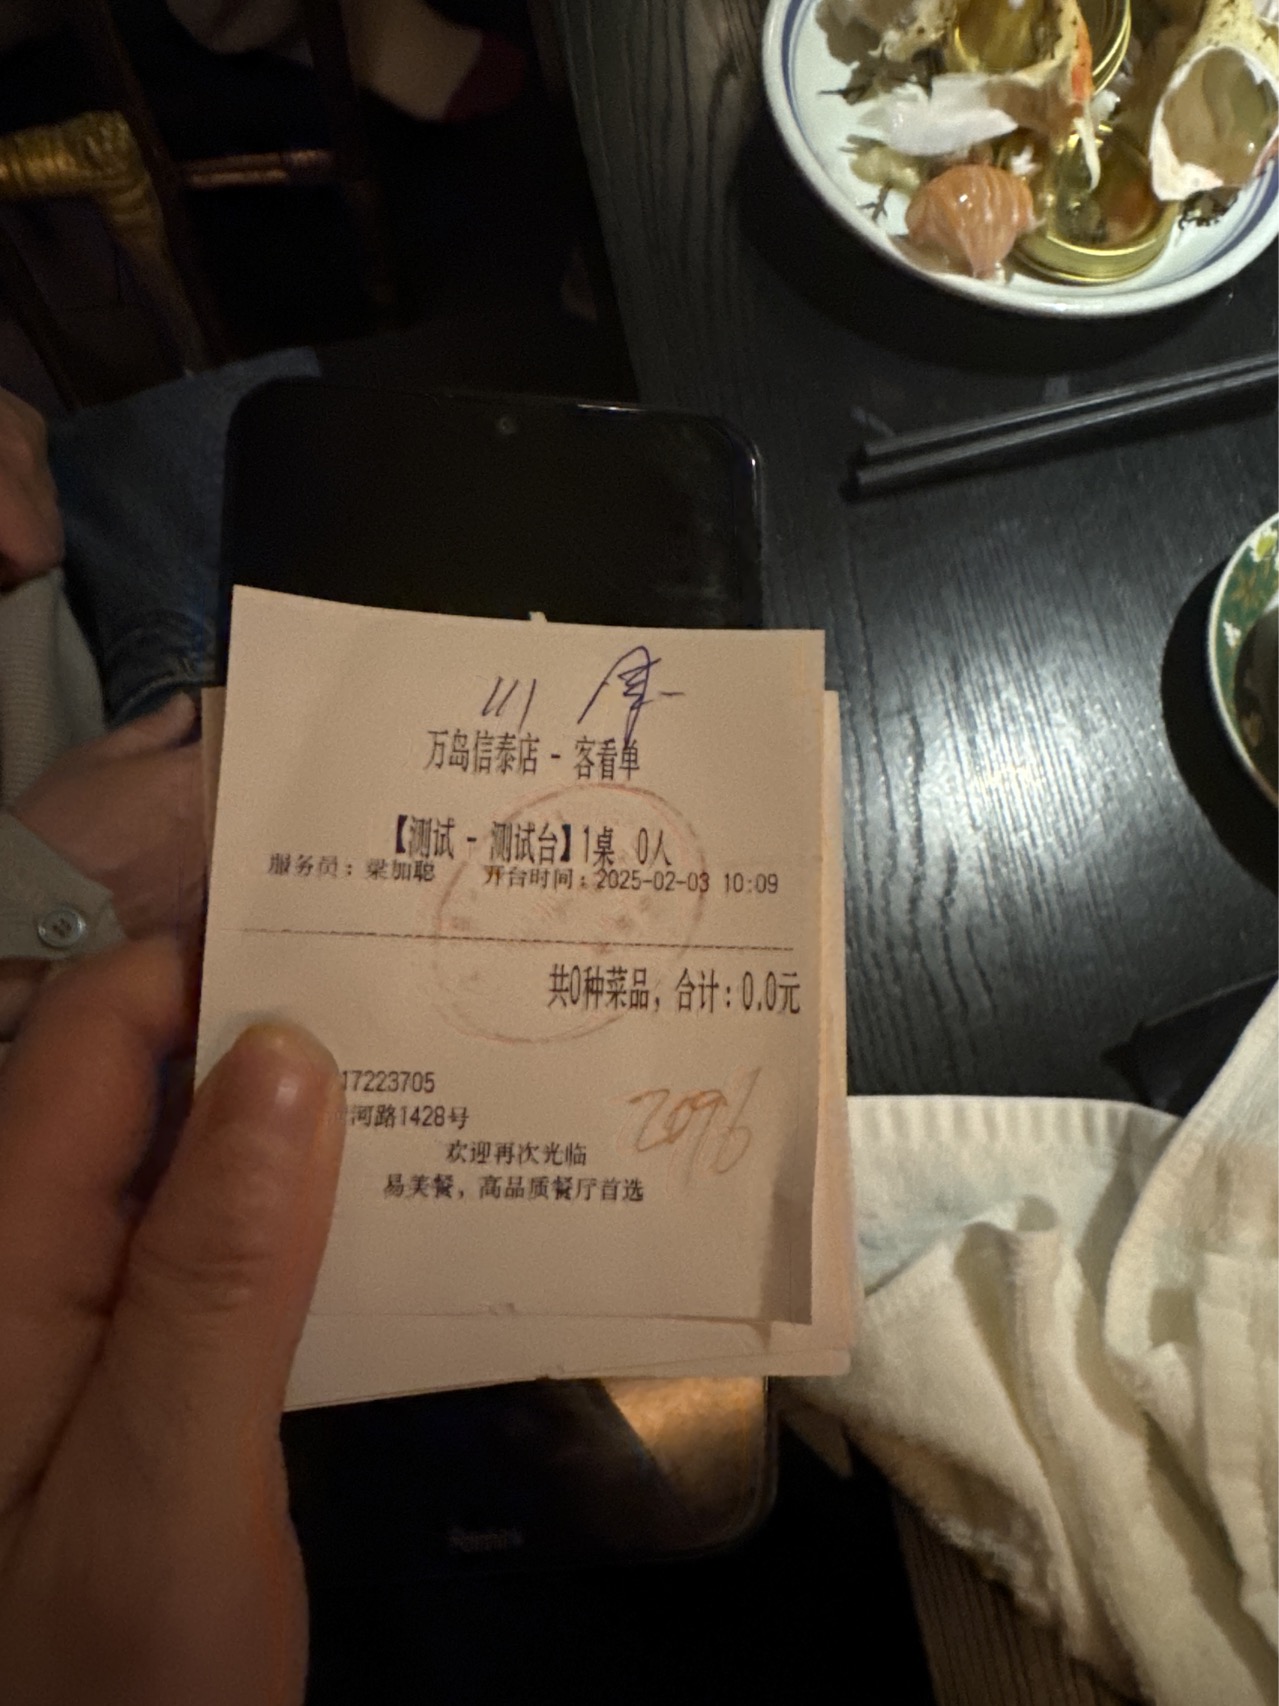 川
万岛信泰店 - 客看单
【测试 - 测试台】1桌 0人
服务员：梁加聪 开台时间：2025-02-03 10:09
共0种菜品，合计：0.0元
17223705
河路1428号
2096
欢迎再次光临
易美餐，高品质餐厅首选